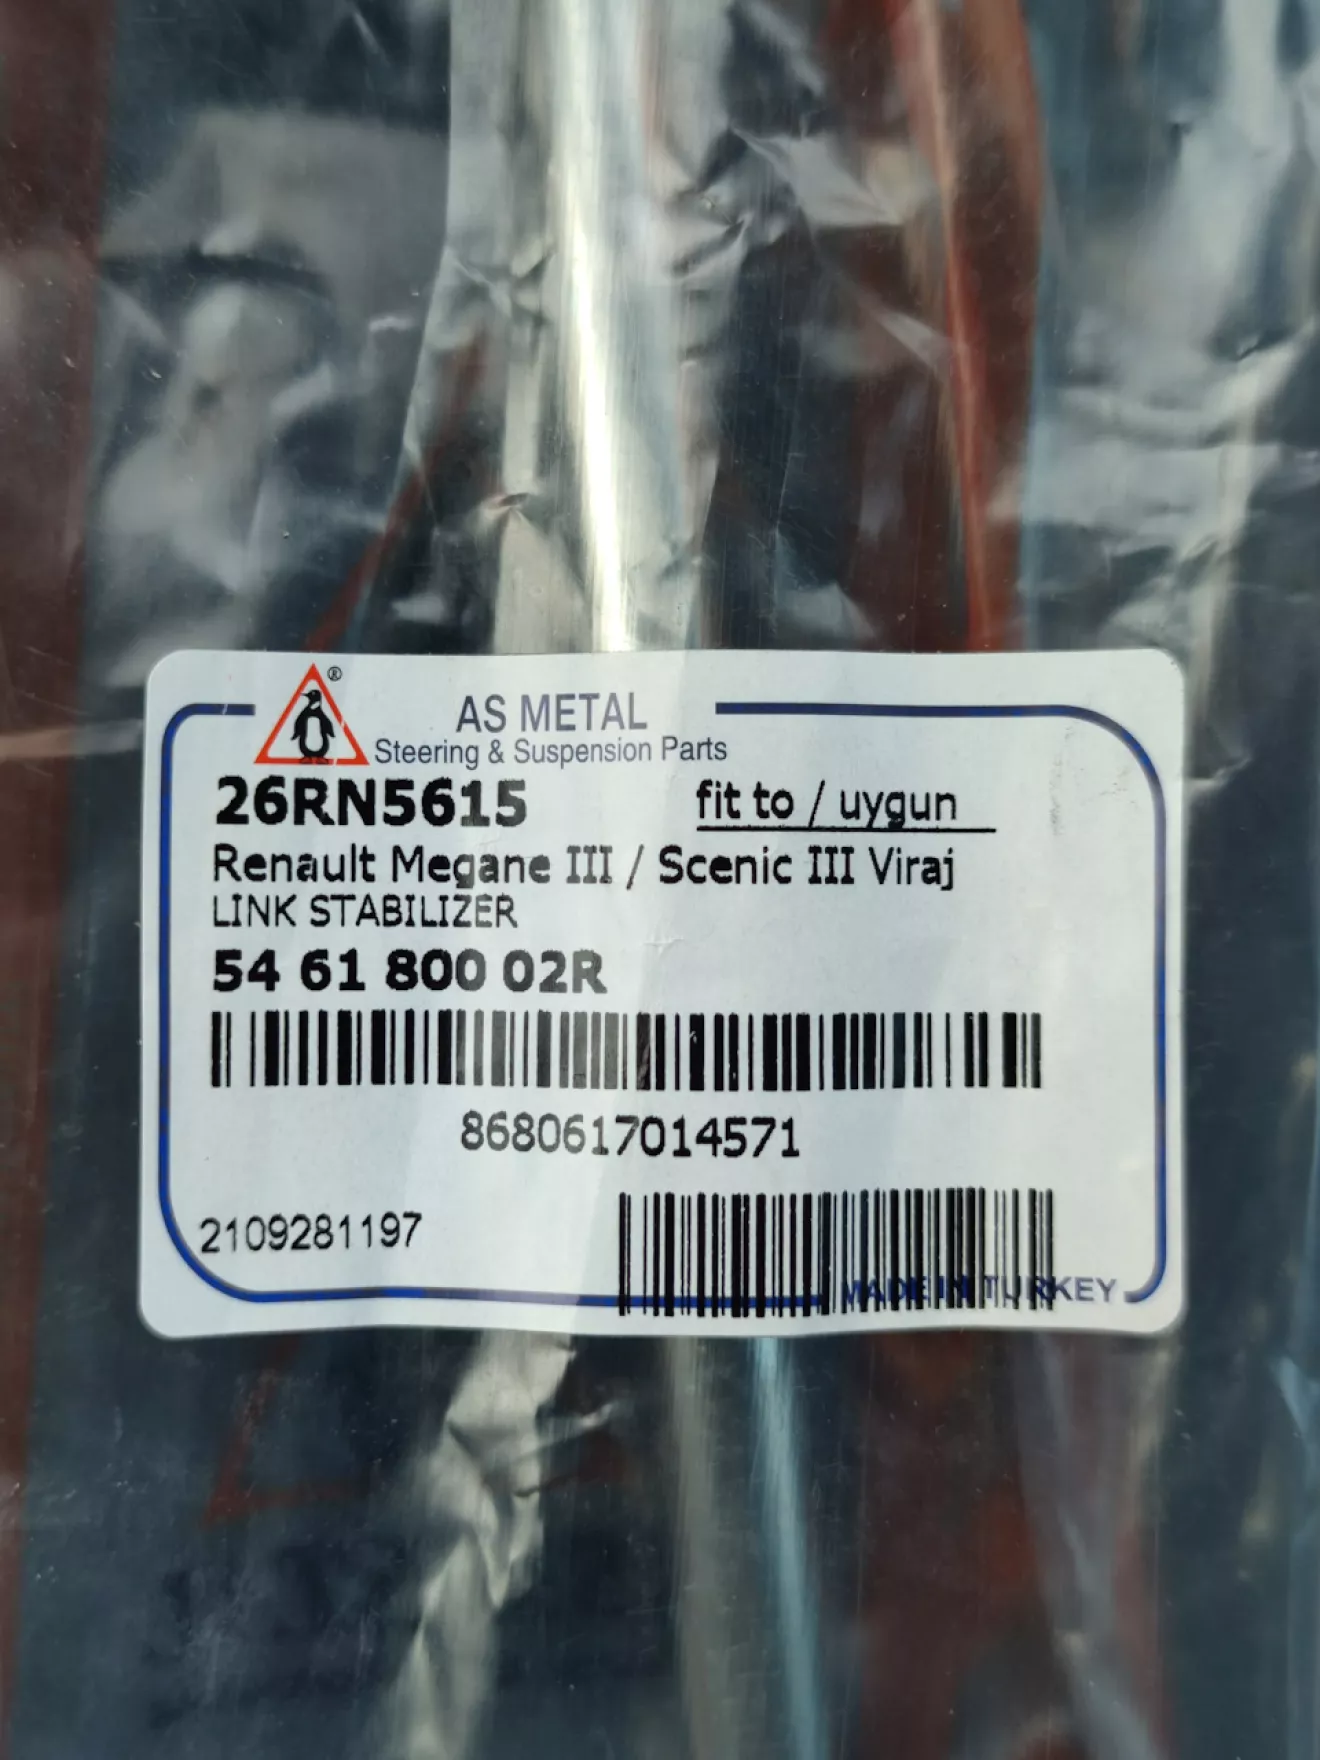 ®
AS METAL
Steering & Suspension Parts
26RN5615 fit to / uygun
Renault Megane III / Scenic III Viraj
LINK STABILIZER
54 61 800 02R
8680617014571
2109281197
MADE IN TURKEY